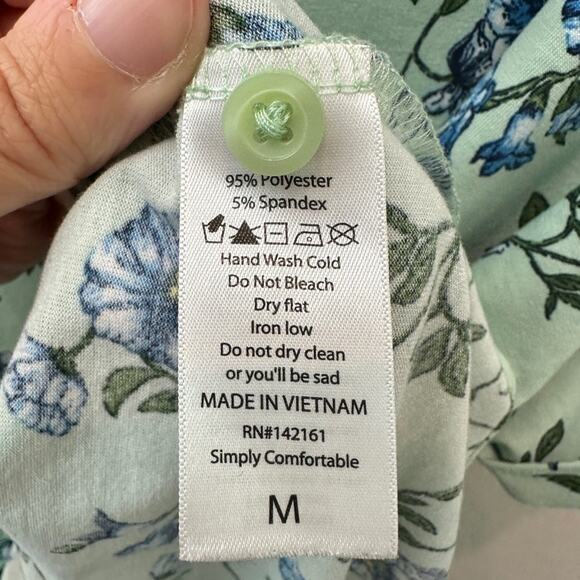 95% Polyester
5% Spandex
Hand Wash Cold
Do Not Bleach
Dry flat
Iron low
Do not dry clean
or you'll be sad
MADE IN VIETNAM
RN#142161
Simply Comfortable
M